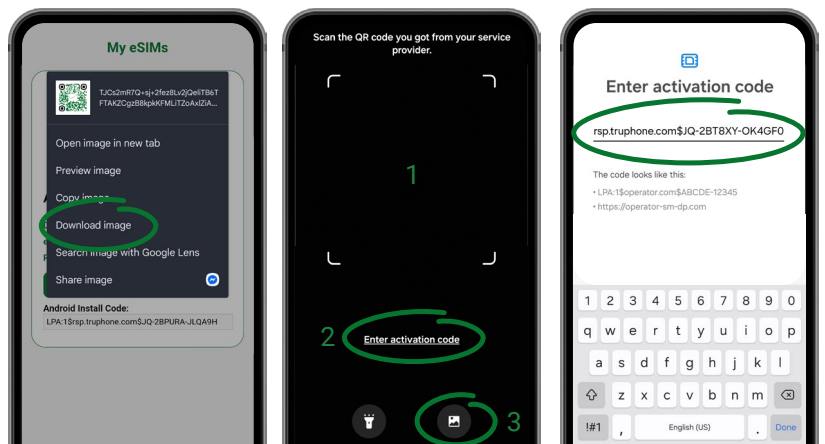 My eSIMs
TJCs2mR7Q+sj+2fez8Lv2jQeIiTB6T
FTAKZCgzB8kpkKFMLiTZoAxIZiA...
Open image in new tab
Preview image
Copy image
Download image
Search image with Google Lens
Share image
Android Install Code:
LPA:1$rsp.truphone.com$JQ-2BPURA-JLQA9H
Scan the QR code you got from your service
provider.
1
2
Enter activation code
3
Enter activation code
rsp.truphone.com$JQ-2BT8XY-OK4GF0
The code looks like this:
• LPA:1$operator.com$ABCDE-12345
• https://operator-sm-dp.com
1 2 3 4 5 6 7 8 9 0
q w e r t y u i o p
a s d f g h j k l
z x c v b n m
!#1 , English (US) . Done